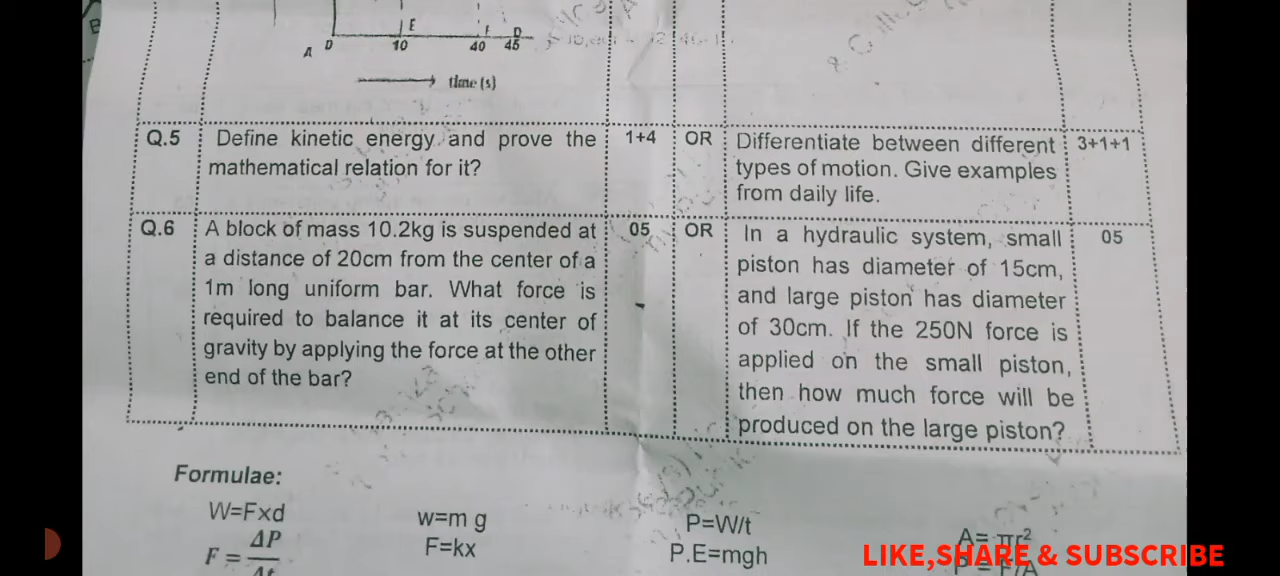 B
E
F
D
A
D
10
40
45
time (s)
Q.5
Define kinetic energy and prove the
mathematical relation for it?
1+4
OR
Differentiate between different
types of motion. Give examples
from daily life.
3+1+1
Q.6
A block of mass 10.2kg is suspended at
a distance of 20cm from the center of a
1m long uniform bar. What force is
required to balance it at its center of
gravity by applying the force at the other
end of the bar?
05
OR
In a hydraulic system, small
piston has diameter of 15cm,
and large piston has diameter
of 30cm. If the 250N force is
applied on the small piston,
then how much force will be
produced on the large piston?
05
Formulae:
W=Fxd
w=m g
P=W/t
A= πr²
F = ΔP/Δt
F=kx
P.E=mgh
P = F/A
LIKE,SHARE & SUBSCRIBE